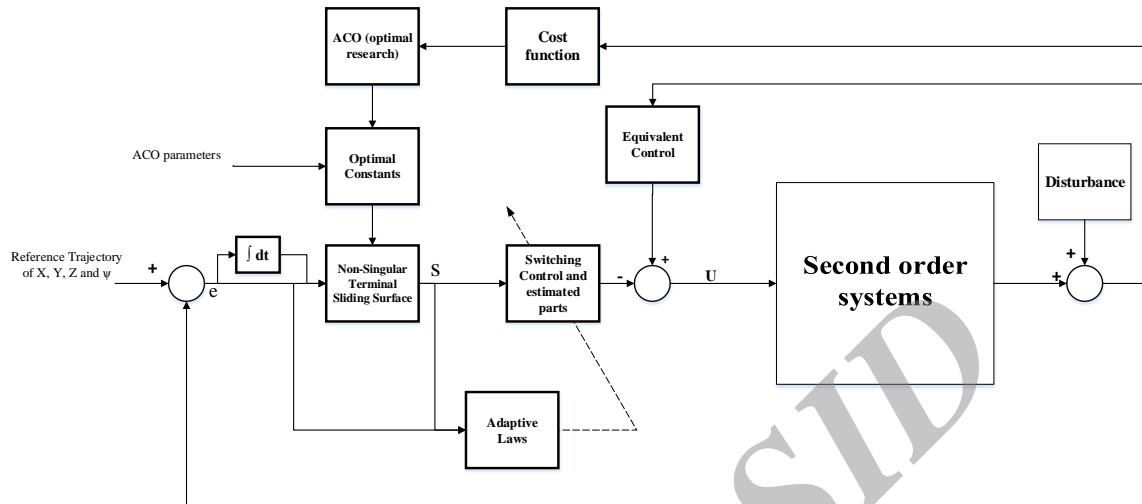 ACO (optimal
research)
Cost
function
Equivalent
Control
ACO parameters
Optimal
Constants
Disturbance
Reference Trajectory
of X, Y, Z and ψ
+
e
∫ dt
Non-Singular
Terminal
Sliding Surface
S
Switching
Control and
estimated
parts
-
+
U
Second order
systems
+
+
Adaptive
Laws
SID